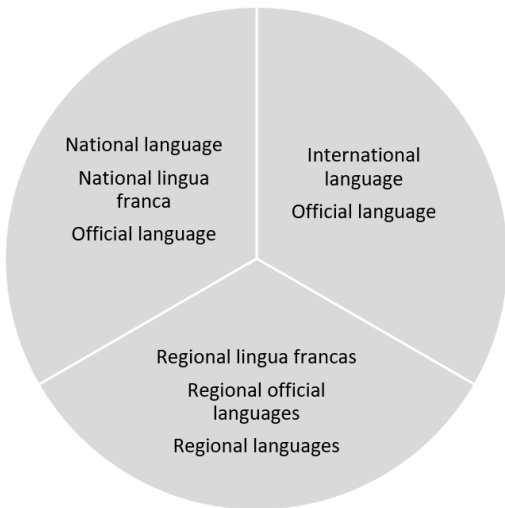 National language
National lingua
franca
Official language
International
language
Official language
Regional lingua francas
Regional official
languages
Regional languages